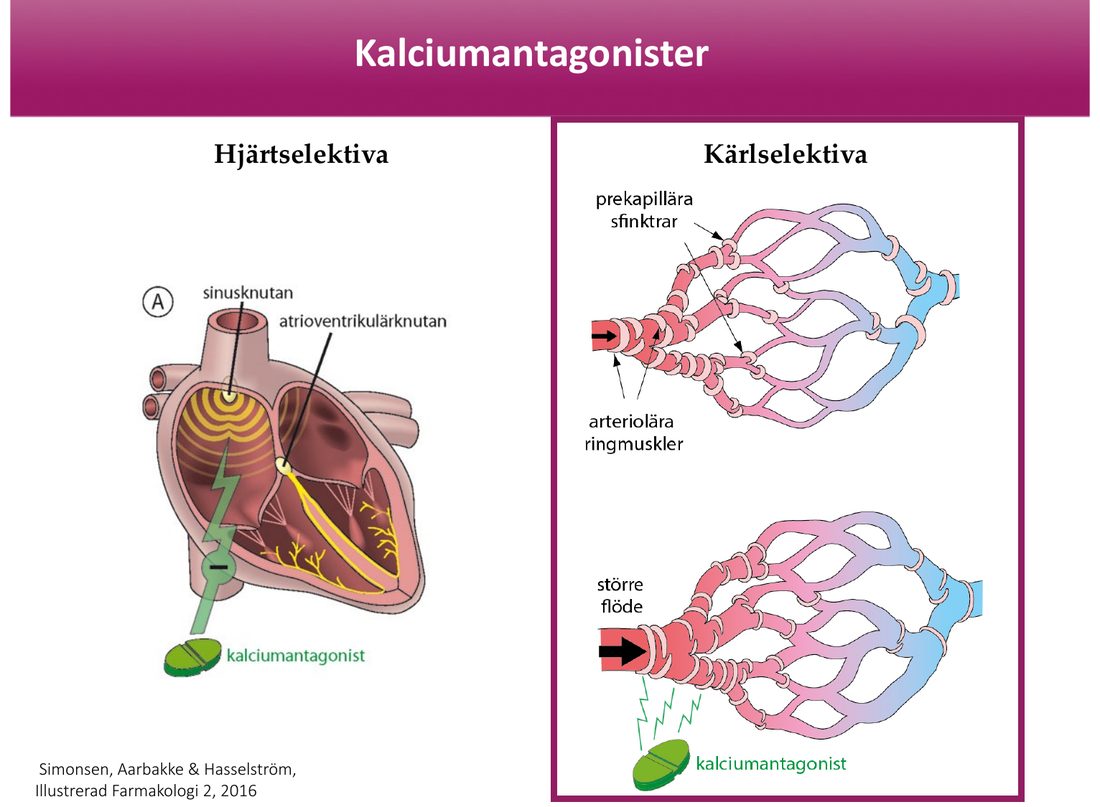 Kalciumantagonister
Hjärtselektiva
A
sinusknutan
atrioventrikulärknutan
kalciumantagonist
Simonsen, Aarbakke & Hasselström,
Illustrerad Farmakologi 2, 2016
Kärlselektiva
prekapillära
sfinktrar
arteriolära
ringmuskler
större
flöde
kalciumantagonist